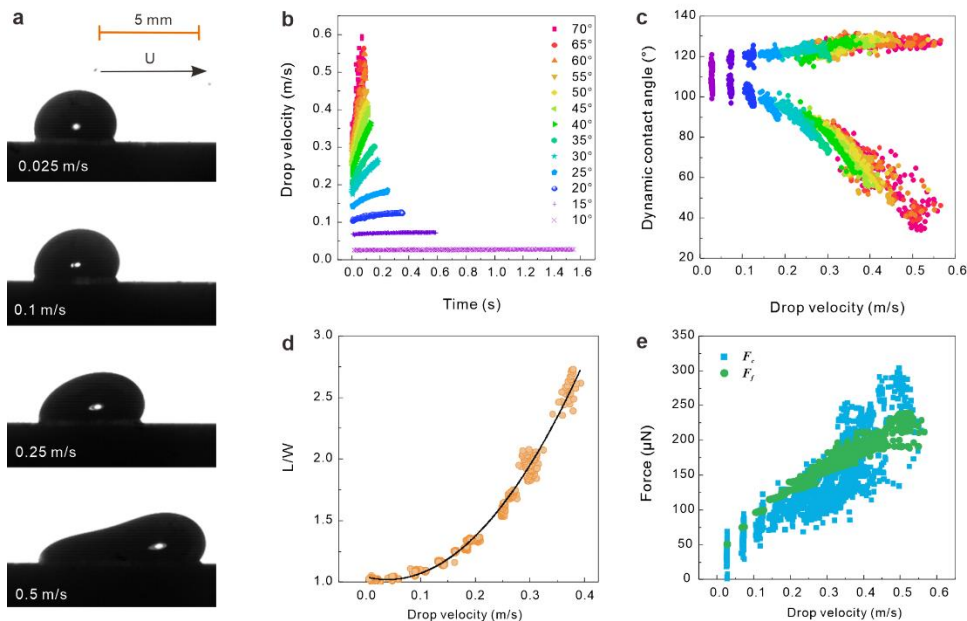 a
5 mm
U
0.025 m/s
0.1 m/s
0.25 m/s
0.5 m/s
b
Drop velocity (m/s)
0.6
0.5
0.4
0.3
0.2
0.1
0.0
0.0 0.2 0.4 0.6 0.8 1.0 1.2 1.4 1.6
Time (s)
70°
65°
60°
55°
50°
45°
40°
35°
30°
25°
20°
15°
10°
c
Dynamic contact angle (°)
140
120
100
80
60
40
20
0.0 0.1 0.2 0.3 0.4 0.5 0.6
Drop velocity (m/s)
d
L/W
3.0
2.5
2.0
1.5
1.0
0.0 0.1 0.2 0.3 0.4
Drop velocity (m/s)
e
Force (μN)
350
300
250
200
150
100
50
0
0.0 0.1 0.2 0.3 0.4 0.5 0.6
Drop velocity (m/s)
Fc
Ff